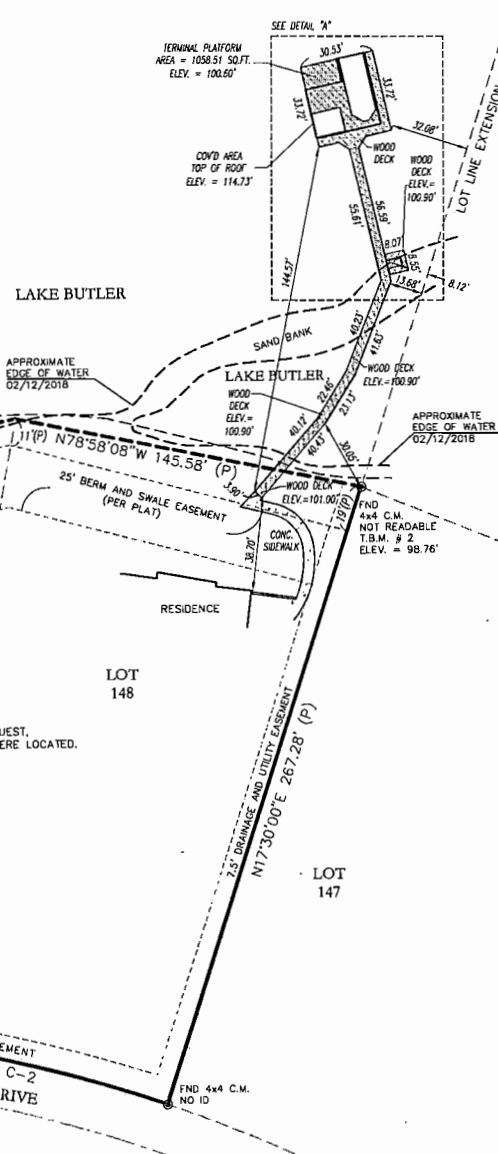 SEE DETAIL "A"
TERMINAL PLATFORM
AREA = 1058.51 SQ.FT.
ELEV. = 100.60'
30.53'
33.72'
33.72'
32.08'
COV'D AREA
TOP OF ROOF
ELEV. = 114.73'
WOOD
DECK
WOOD
DECK
ELEV.=
100.90'
LOT LINE EXTENSION
55.61'
56.59'
8.07'
8.55'
13.68'
8.12'
144.57'
LAKE BUTLER
SAND BANK
40.23'
41.63'
APPROXIMATE
EDGE OF WATER
02/12/2018
LAKE BUTLER
WOOD DECK
ELEV.=100.90'
WOOD
DECK
ELEV.=
100.90'
22.46'
23.13'
APPROXIMATE
EDGE OF WATER
02/12/2018
40.12'
40.43'
30.05'
11'(P)
N78°58'08"W 145.58' (P)
3.90'
WOOD DECK
ELEV.=101.00'
25' BERM AND SWALE EASEMENT
(PER PLAT)
19'(P)
FND
4x4 C.M.
NOT READABLE
T.B.M. # 2
ELEV. = 98.76'
CONC.
SIDEWALK
38.70'
RESIDENCE
LOT
148
UEST,
ERE LOCATED.
7.5' DRAINAGE AND UTILITY EASEMENT
N17°30'00"E 267.28' (P)
LOT
147
EMENT
C-2
RIVE
FND 4x4 C.M.
NO ID